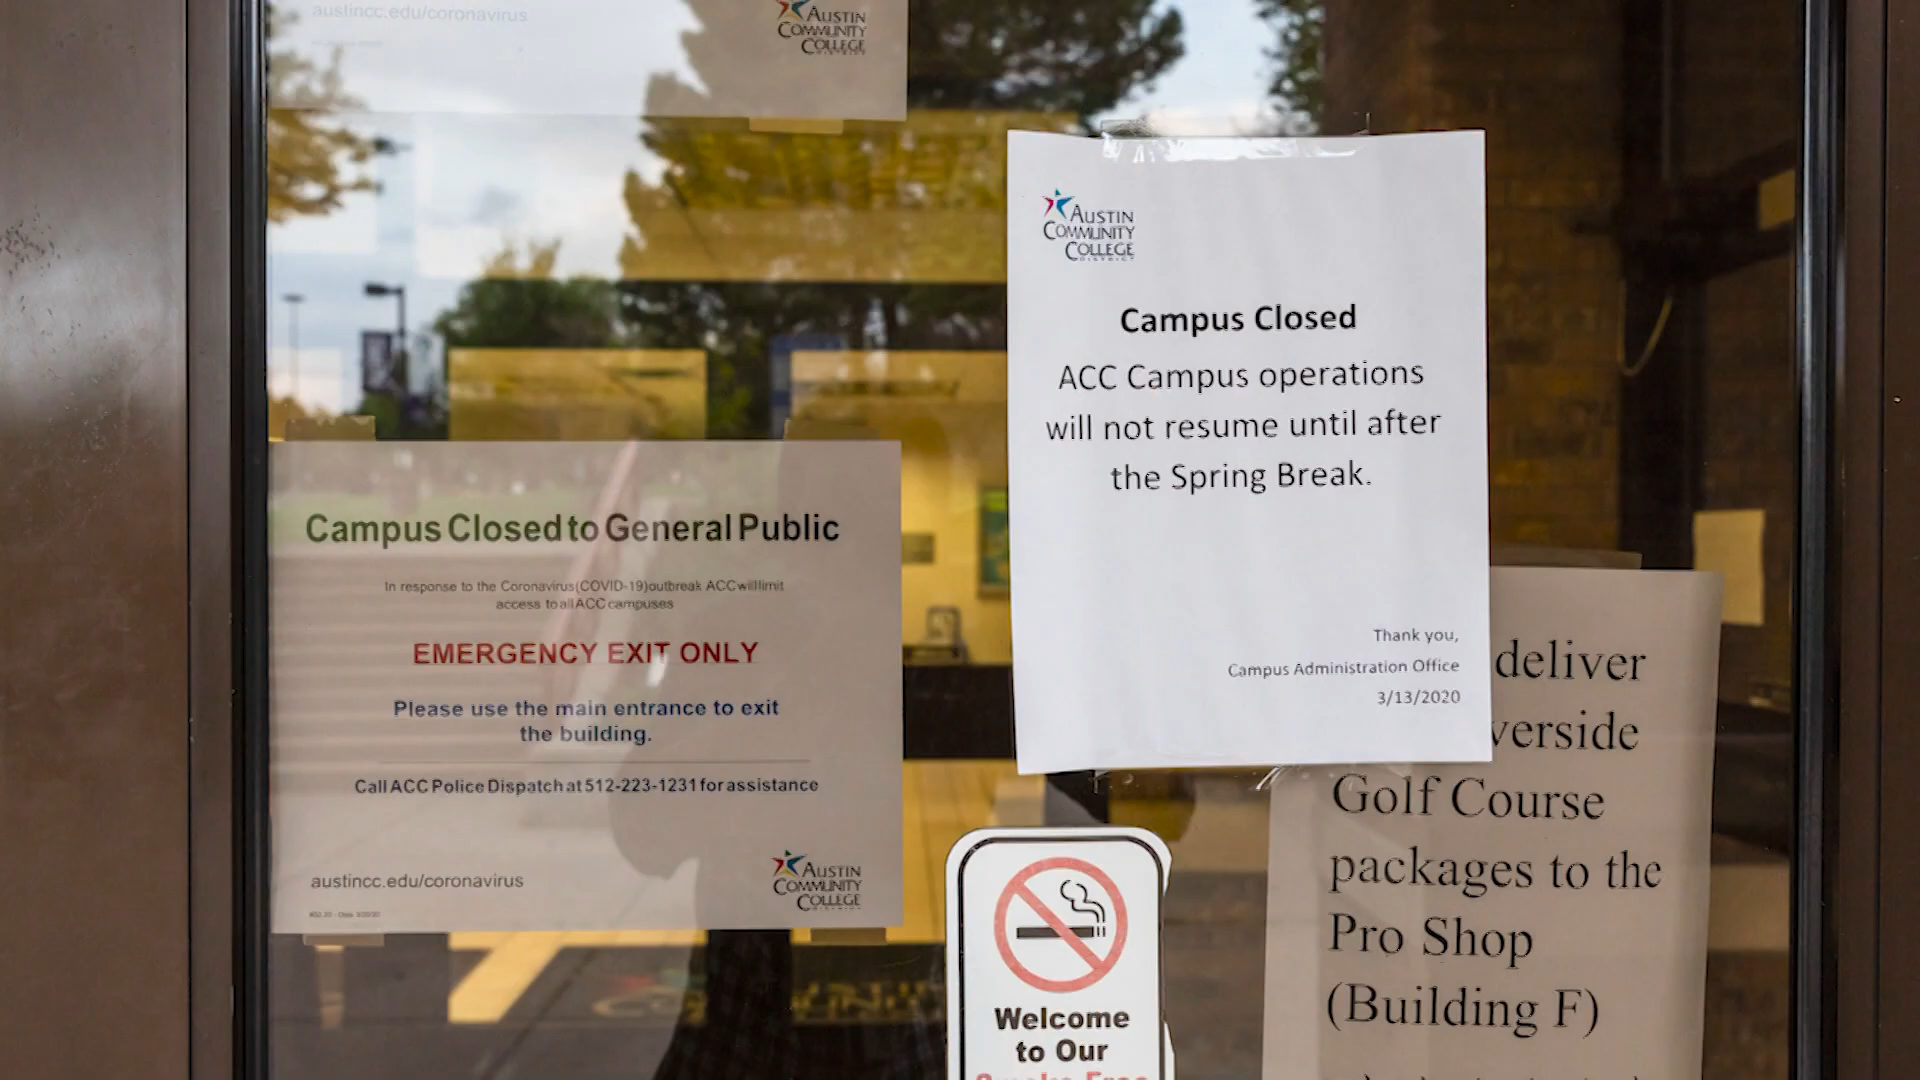 austincc.edu/coronavirus
AUSTIN
COMMUNITY
COLLEGE
Campus Closed to General Public
In response to the Coronavirus (COVID-19) outbreak ACC will limit
access to all ACC campuses
EMERGENCY EXIT ONLY
Please use the main entrance to exit
the building.
Call ACC Police Dispatch at 512-223-1231 for assistance
austincc.edu/coronavirus
AUSTIN
COMMUNITY
COLLEGE
DISTRICT
AUSTIN
COMMUNITY
COLLEGE
DISTRICT
Campus Closed
ACC Campus operations
will not resume until after
the Spring Break.
Thank you,
Campus Administration Office
3/13/2020
Welcome
to Our
Smoke-Free
deliver
verside
Golf Course
packages to the
Pro Shop
(Building F)